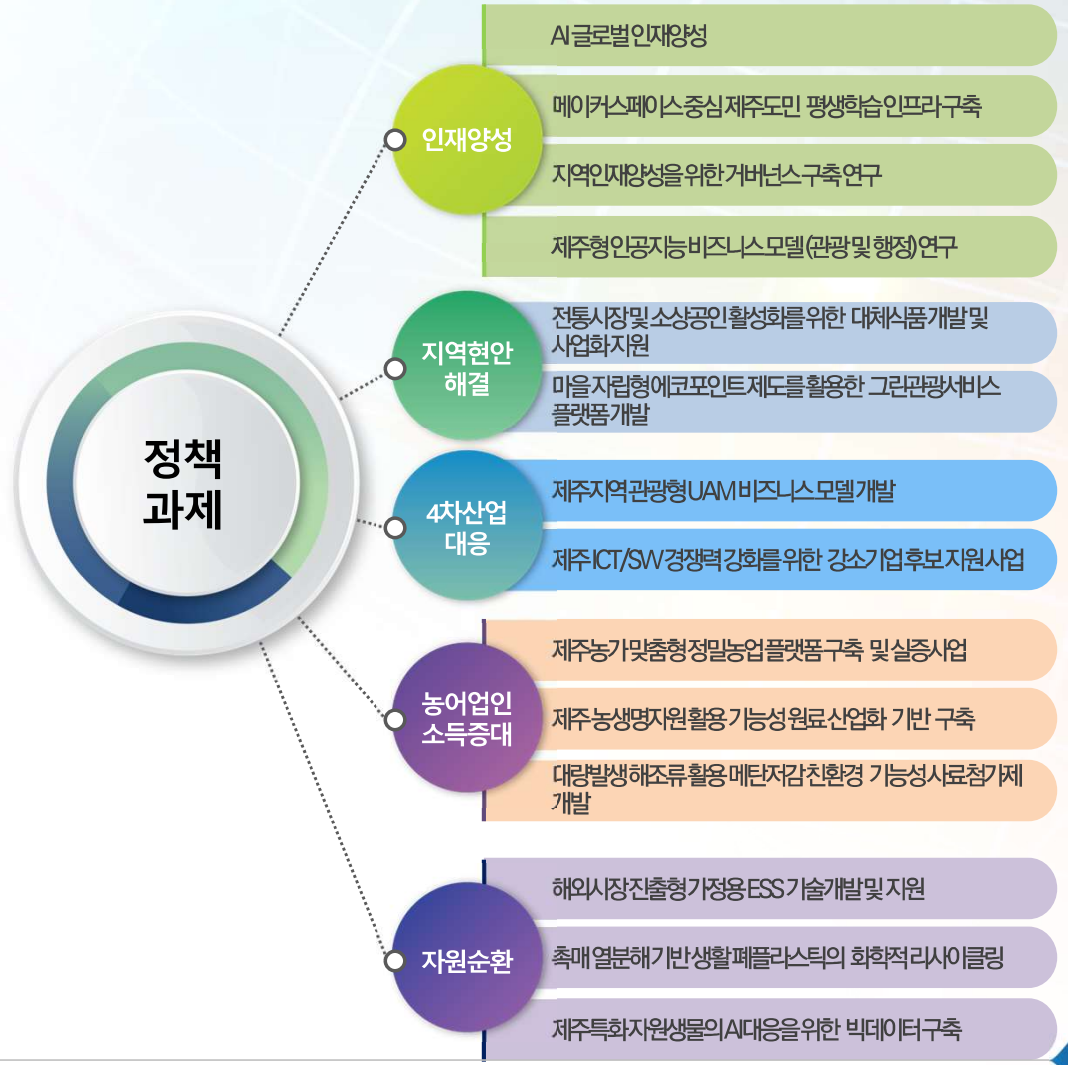 정책
과제
인재양성
AI 글로벌 인재양성
메이커스페이스 중심 제주도민 평생학습 인프라 구축
지역인재양성을 위한 거버넌스 구축 연구
제주형 인공지능 비즈니스 모델 (관광 및 행정) 연구
지역현안
해결
전통시장 및 소상공인 활성화를 위한 대체식품 개발 및
사업화 지원
마을 자립형 에코포인트 제도를 활용한 그린관광서비스
플랫폼 개발
4차산업
대응
제주지역 관광형 UAM 비즈니스 모델 개발
제주 ICT/SW 경쟁력 강화를 위한 강소기업 후보 지원 사업
농어업인
소득증대
제주농가 맞춤형 정밀농업 플랫폼 구축 및 실증사업
제주 농생명자원 활용 기능성 원료 산업화 기반 구축
대량발생 해조류 활용 메탄저감 친환경 기능성 사료첨가제
개발
자원순환
해외시장 진출형 가정용 ESS 기술개발 및 지원
촉매 열분해 기반 생활 폐플라스틱의 화학적 리사이클링
제주특화 자원생물의 AI대응을 위한 빅데이터 구축